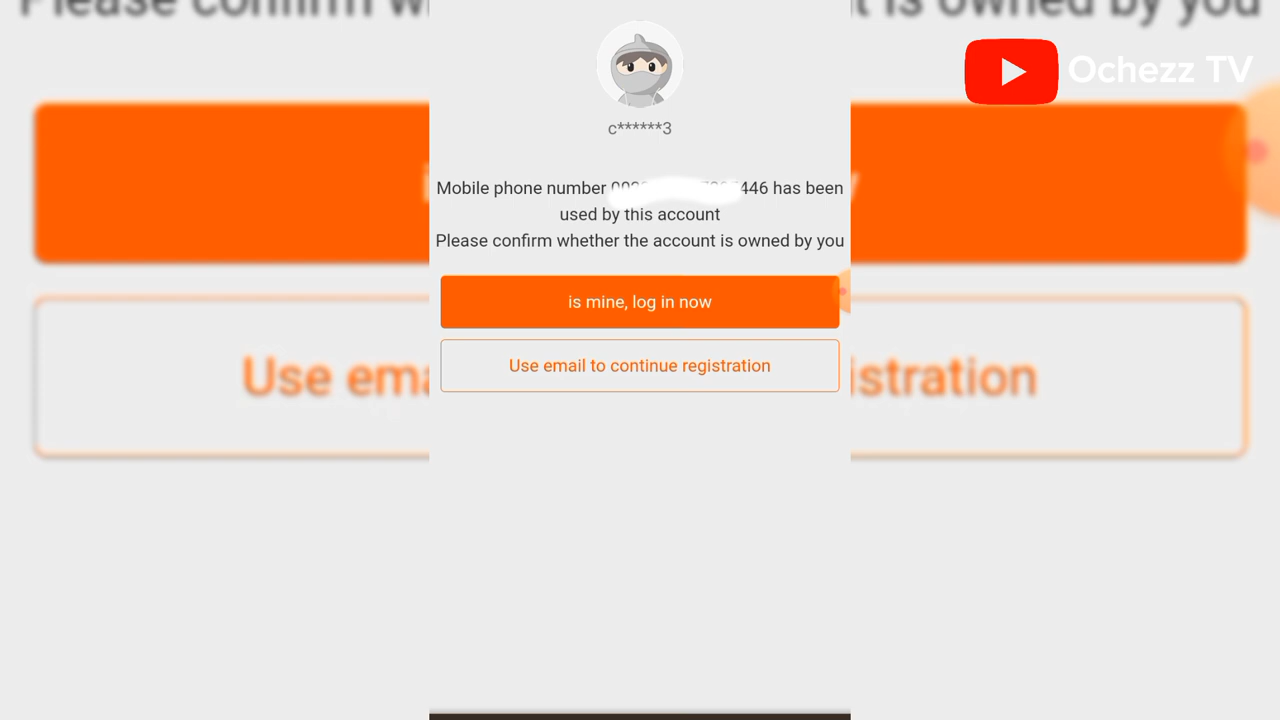 Ochezz TV
c******3
Mobile phone number 446 has been
used by this account
Please confirm whether the account is owned by you
is mine, log in now
Use email to continue registration